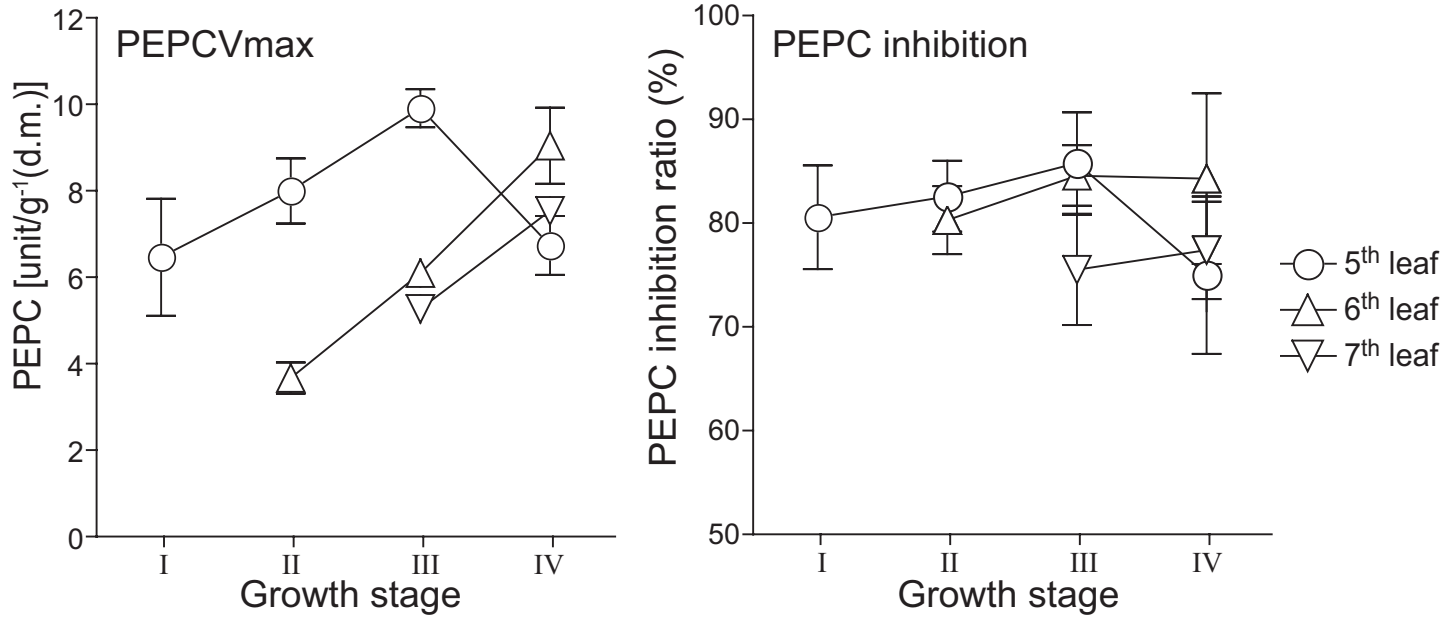 PEPCVmax
PEPC [unit/g⁻¹(d.m.)]
12
10
8
6
4
2
0
I II III IV
Growth stage
PEPC inhibition
PEPC inhibition ratio (%)
100
90
80
70
60
50
I II III IV
Growth stage
5th leaf
6th leaf
7th leaf